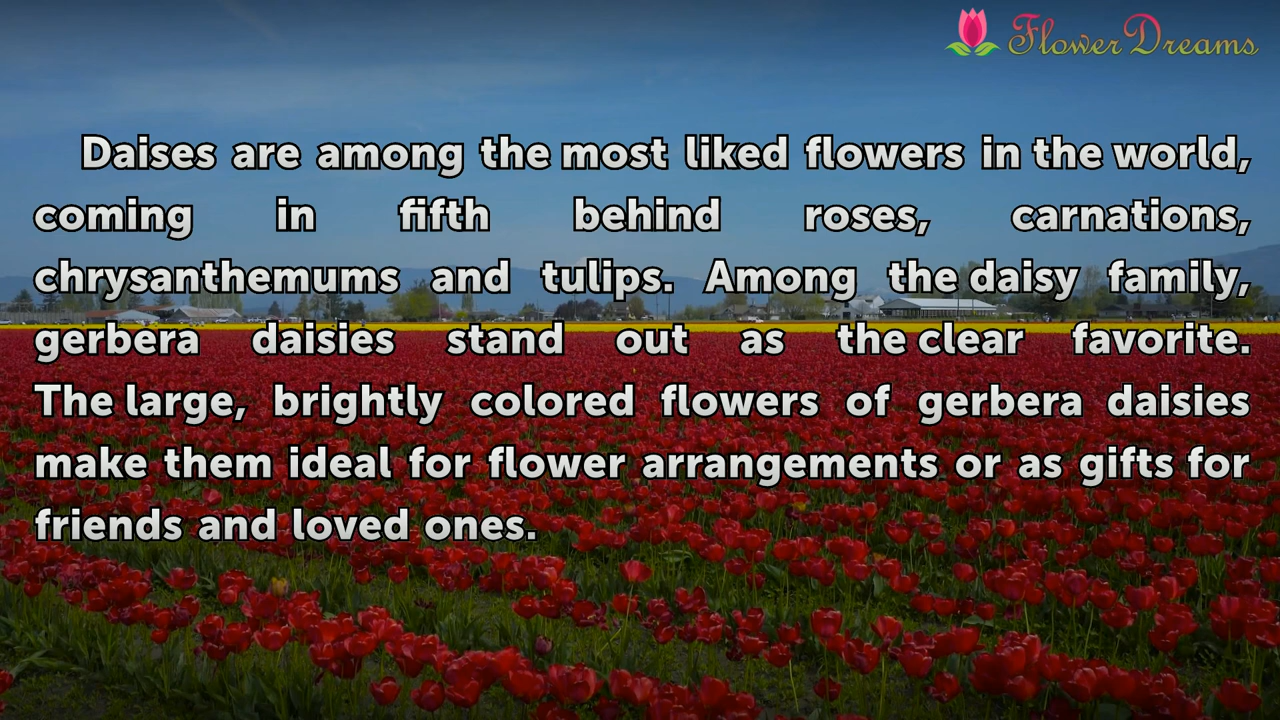 FlowerDreams
Daises are among the most liked flowers in the world,
coming in fifth behind roses, carnations,
chrysanthemums and tulips. Among the daisy family,
gerbera daisies stand out as the clear favorite.
The large, brightly colored flowers of gerbera daisies
make them ideal for flower arrangements or as gifts for
friends and loved ones.